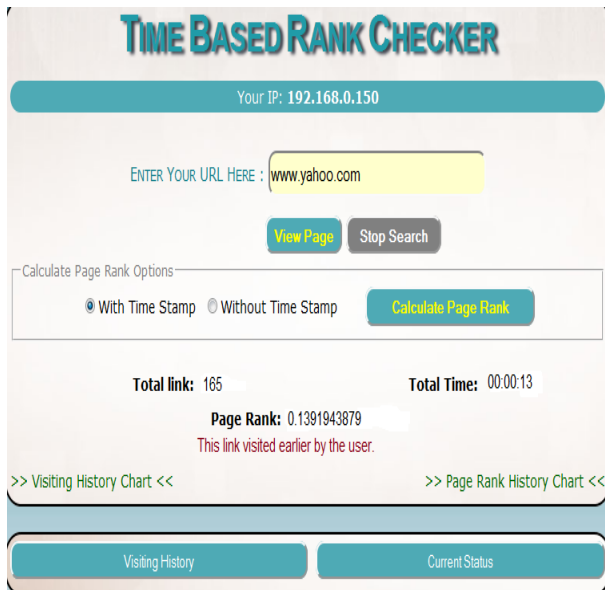 TIME BASED RANK CHECKER
Your IP: 192.168.0.150
ENTER YOUR URL HERE : www.yahoo.com
View Page Stop Search
Calculate Page Rank Options
With Time Stamp Without Time Stamp Calculate Page Rank
Total link: 165 Total Time: 00:00:13
Page Rank: 0.1391943879
This link visited earlier by the user.
>> Visiting History Chart << >> Page Rank History Chart <<
Visiting History Current Status